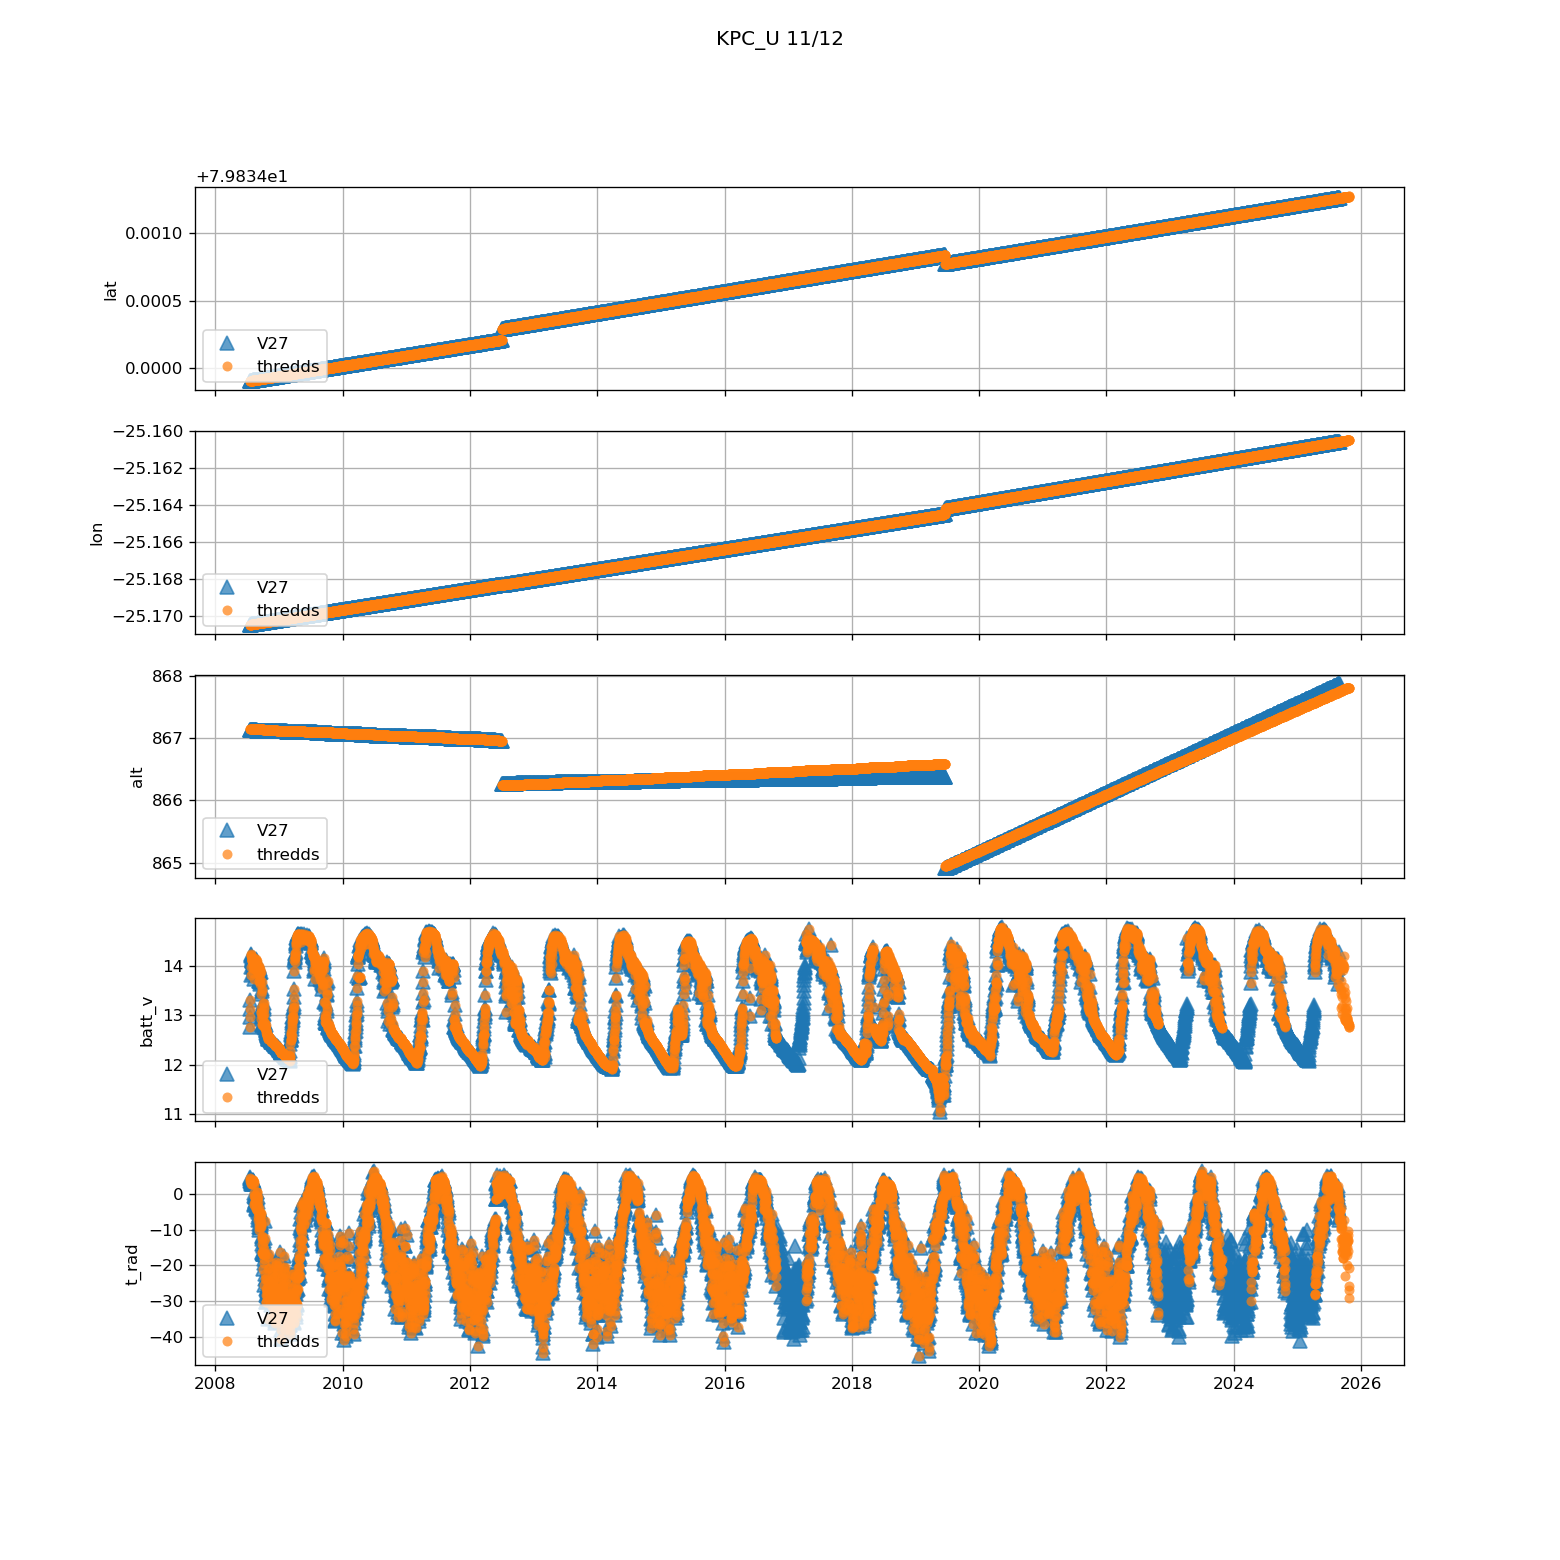 KPC_U 11/12
+7.9834e1
0.0010
0.0005
0.0000
lat
V27
thredds
−25.160
−25.162
−25.164
−25.166
−25.168
−25.170
lon
V27
thredds
868
867
866
865
alt
V27
thredds
14
13
12
11
batt_v
V27
thredds
0
−10
−20
−30
−40
t_rad
V27
thredds
2008 2010 2012 2014 2016 2018 2020 2022 2024 2026